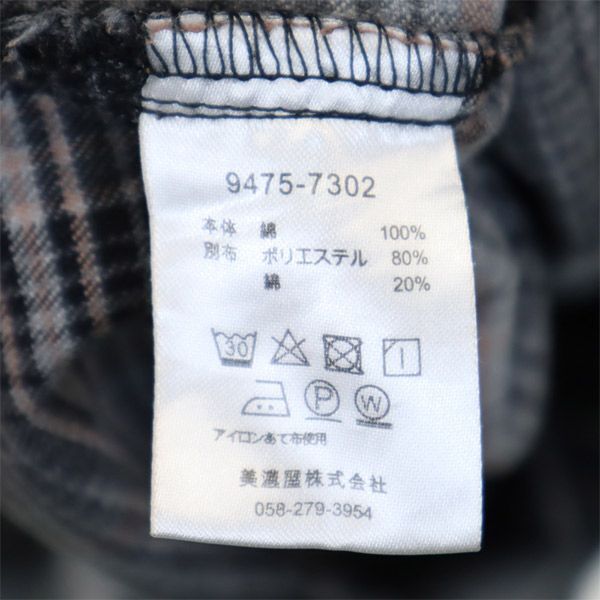 9475-7302
本体 綿 100%
別布 ポリエステル 80%
綿 20%
30
P W
アイロンあて布使用
美濃屋株式会社
058-279-3954